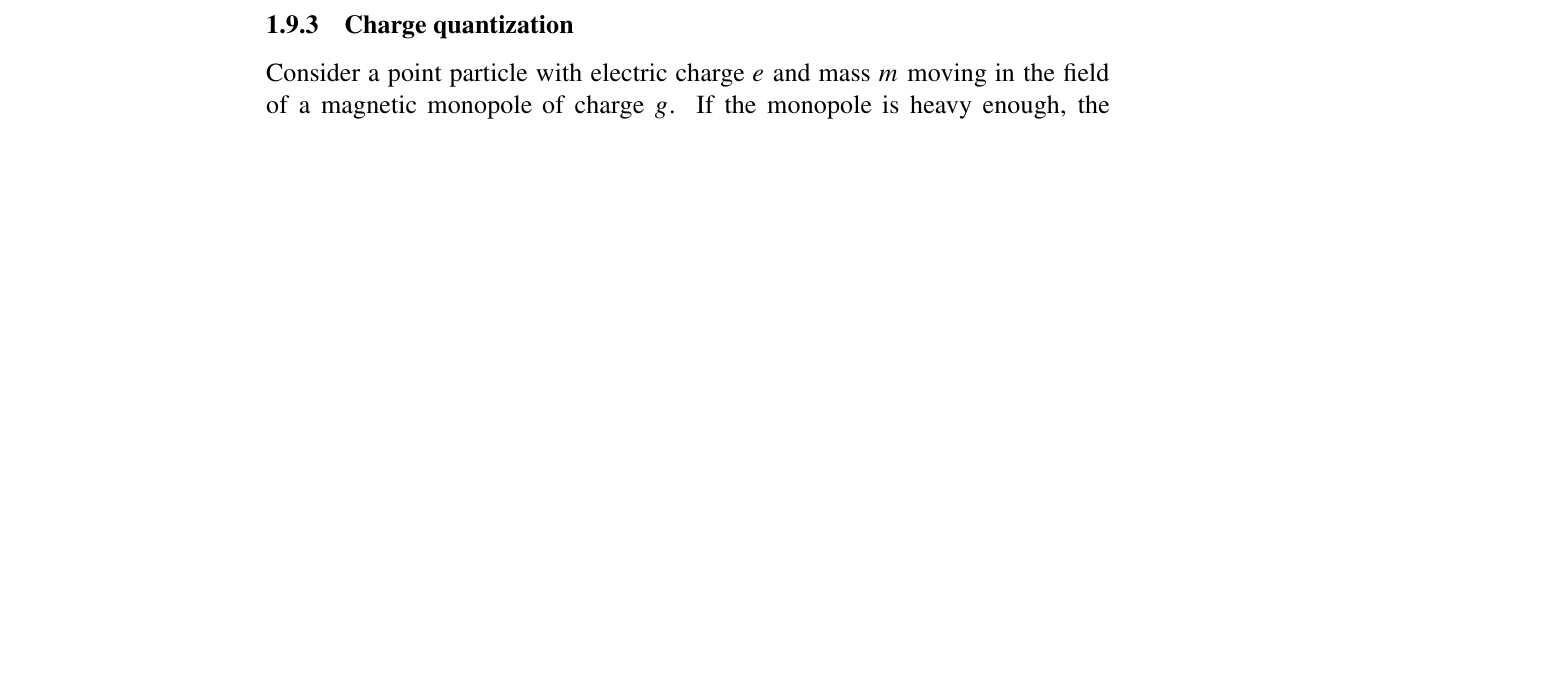 1.9.3 Charge quantization
Consider a point particle with electric charge e and mass m moving in the field
of a magnetic monopole of charge g. If the monopole is heavy enough, the